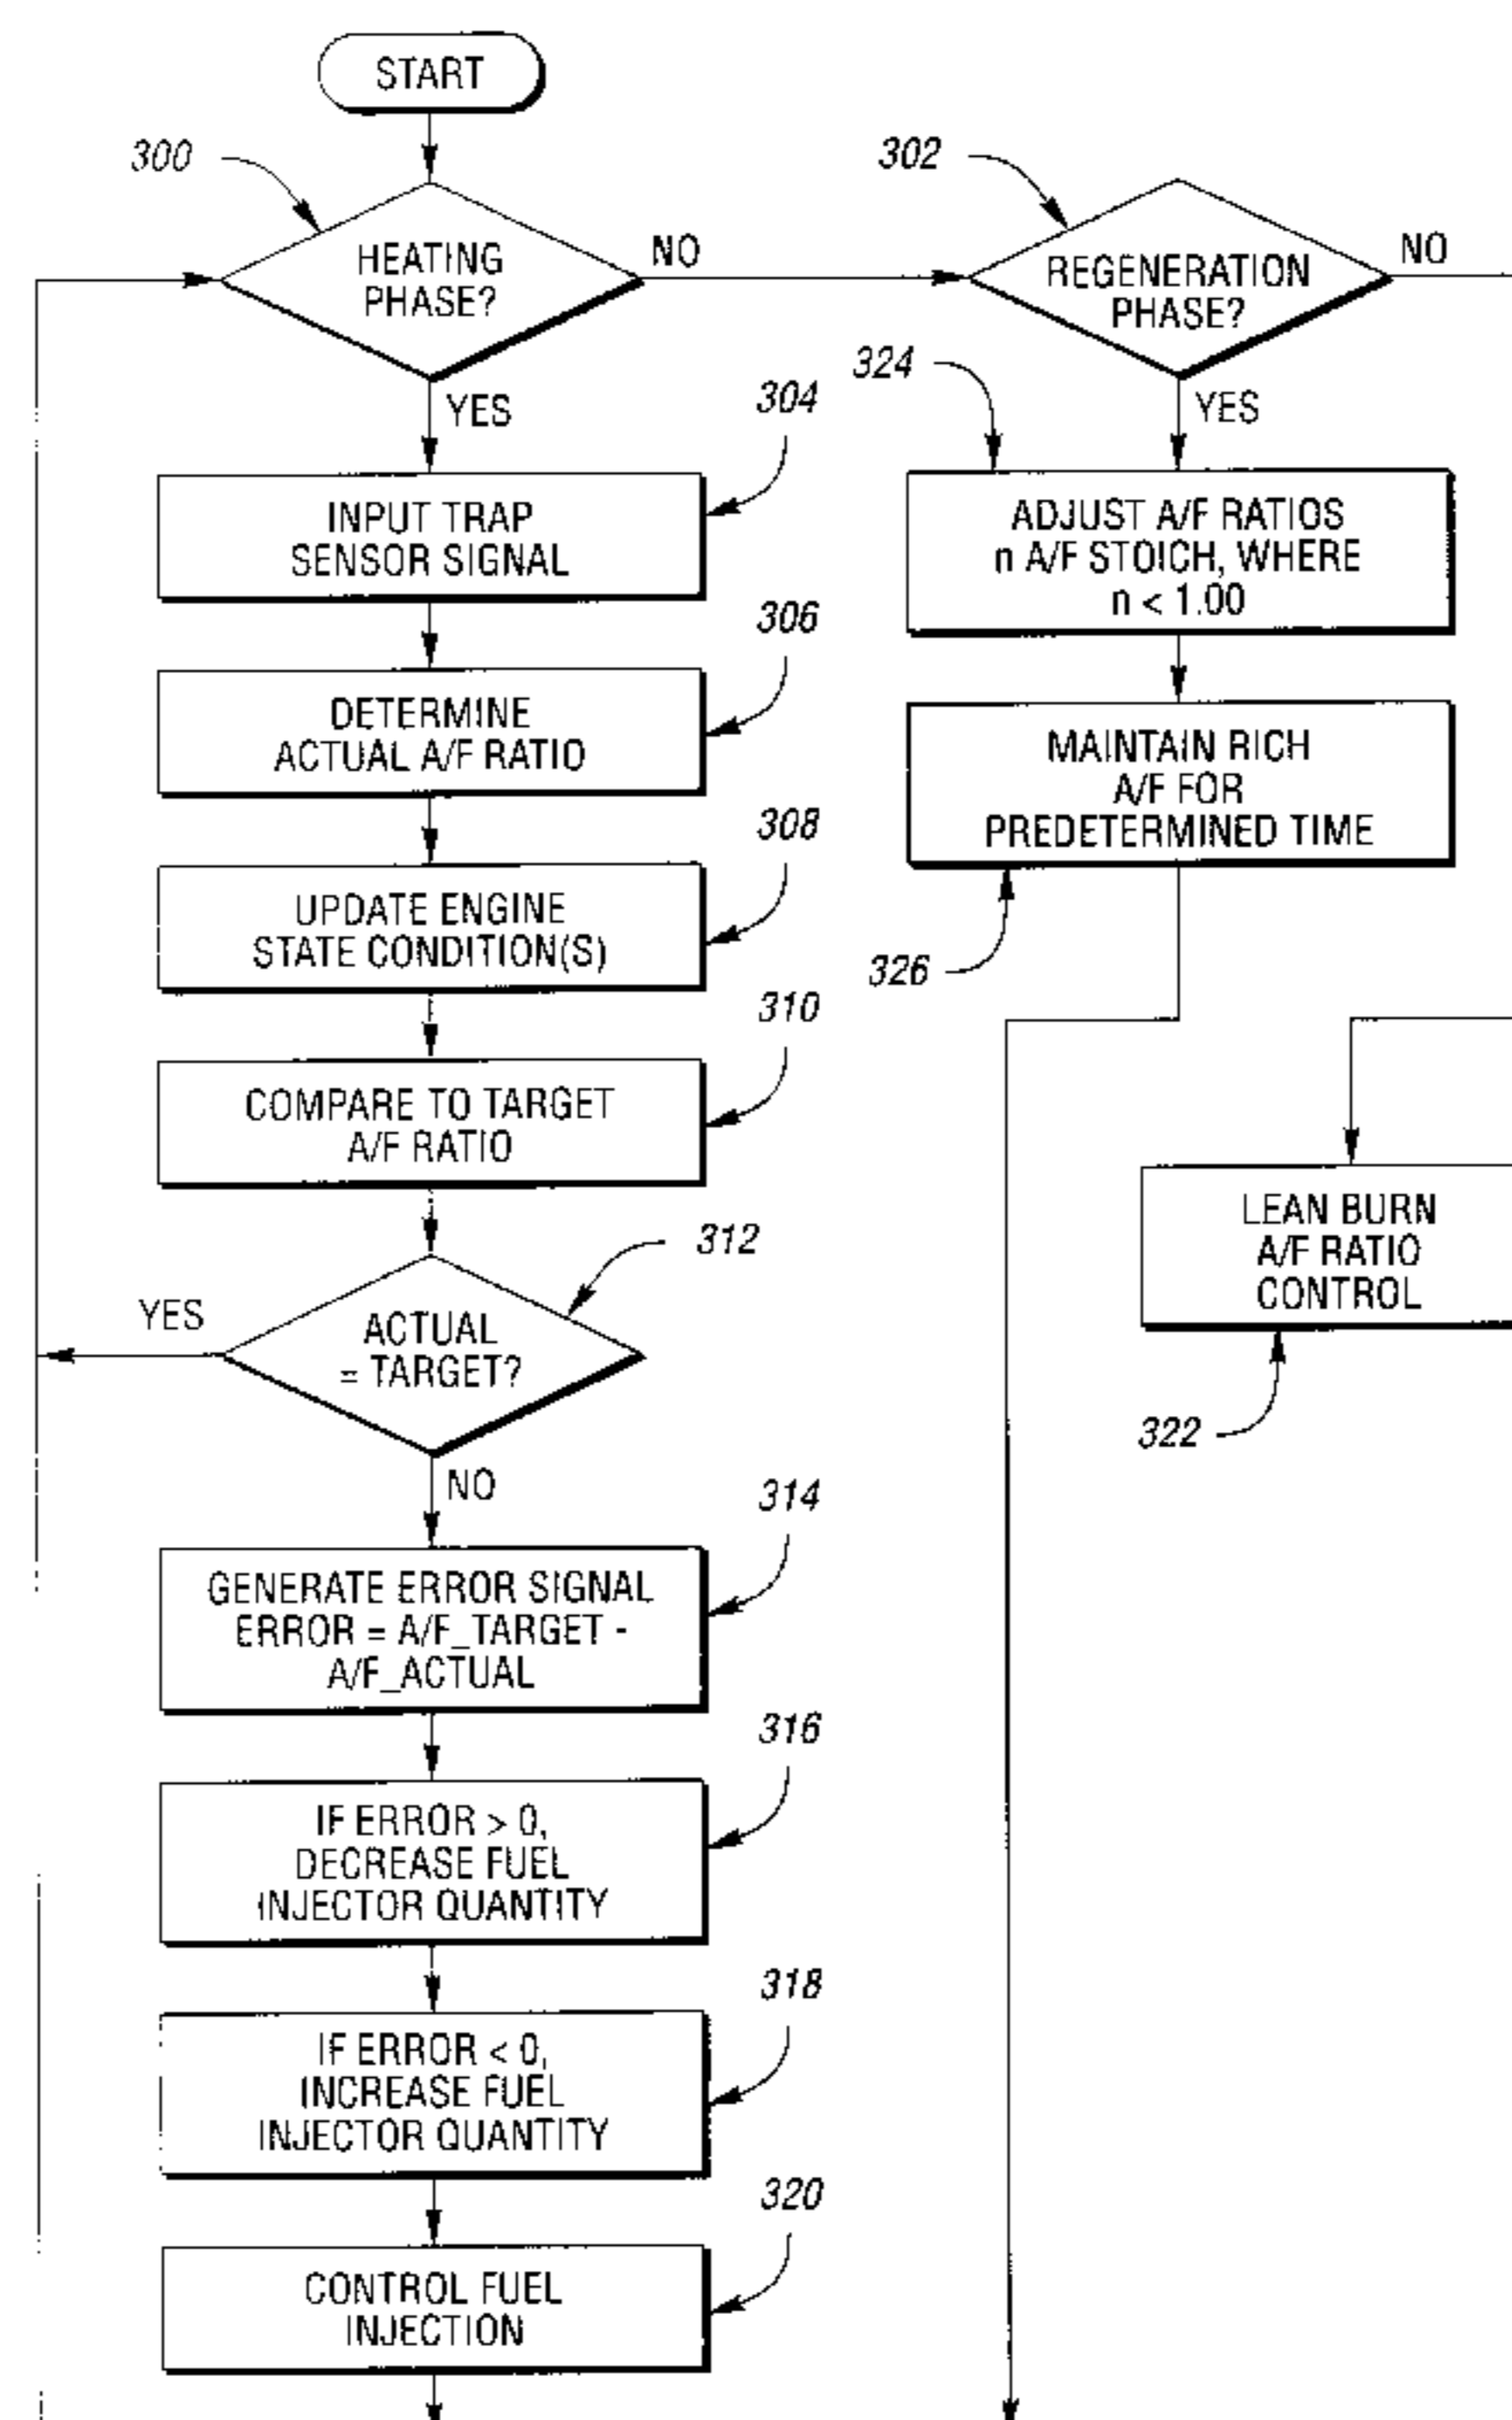 START
300
HEATING
PHASE?
NO
YES
302
REGENERATION
PHASE?
NO
YES
304
INPUT TRAP
SENSOR SIGNAL
306
DETERMINE
ACTUAL A/F RATIO
308
UPDATE ENGINE
STATE CONDITION(S)
310
COMPARE TO TARGET
A/F RATIO
312
ACTUAL
= TARGET?
YES
NO
314
GENERATE ERROR SIGNAL
ERROR = A/F_TARGET -
A/F_ACTUAL
316
IF ERROR > 0,
DECREASE FUEL
INJECTOR QUANTITY
318
IF ERROR < 0,
INCREASE FUEL
INJECTOR QUANTITY
320
CONTROL FUEL
INJECTION
324
ADJUST A/F RATIOS
n A/F STOICH, WHERE
n < 1.00
MAINTAIN RICH
A/F FOR
PREDETERMINED TIME
326
LEAN BURN
A/F RATIO
CONTROL
322